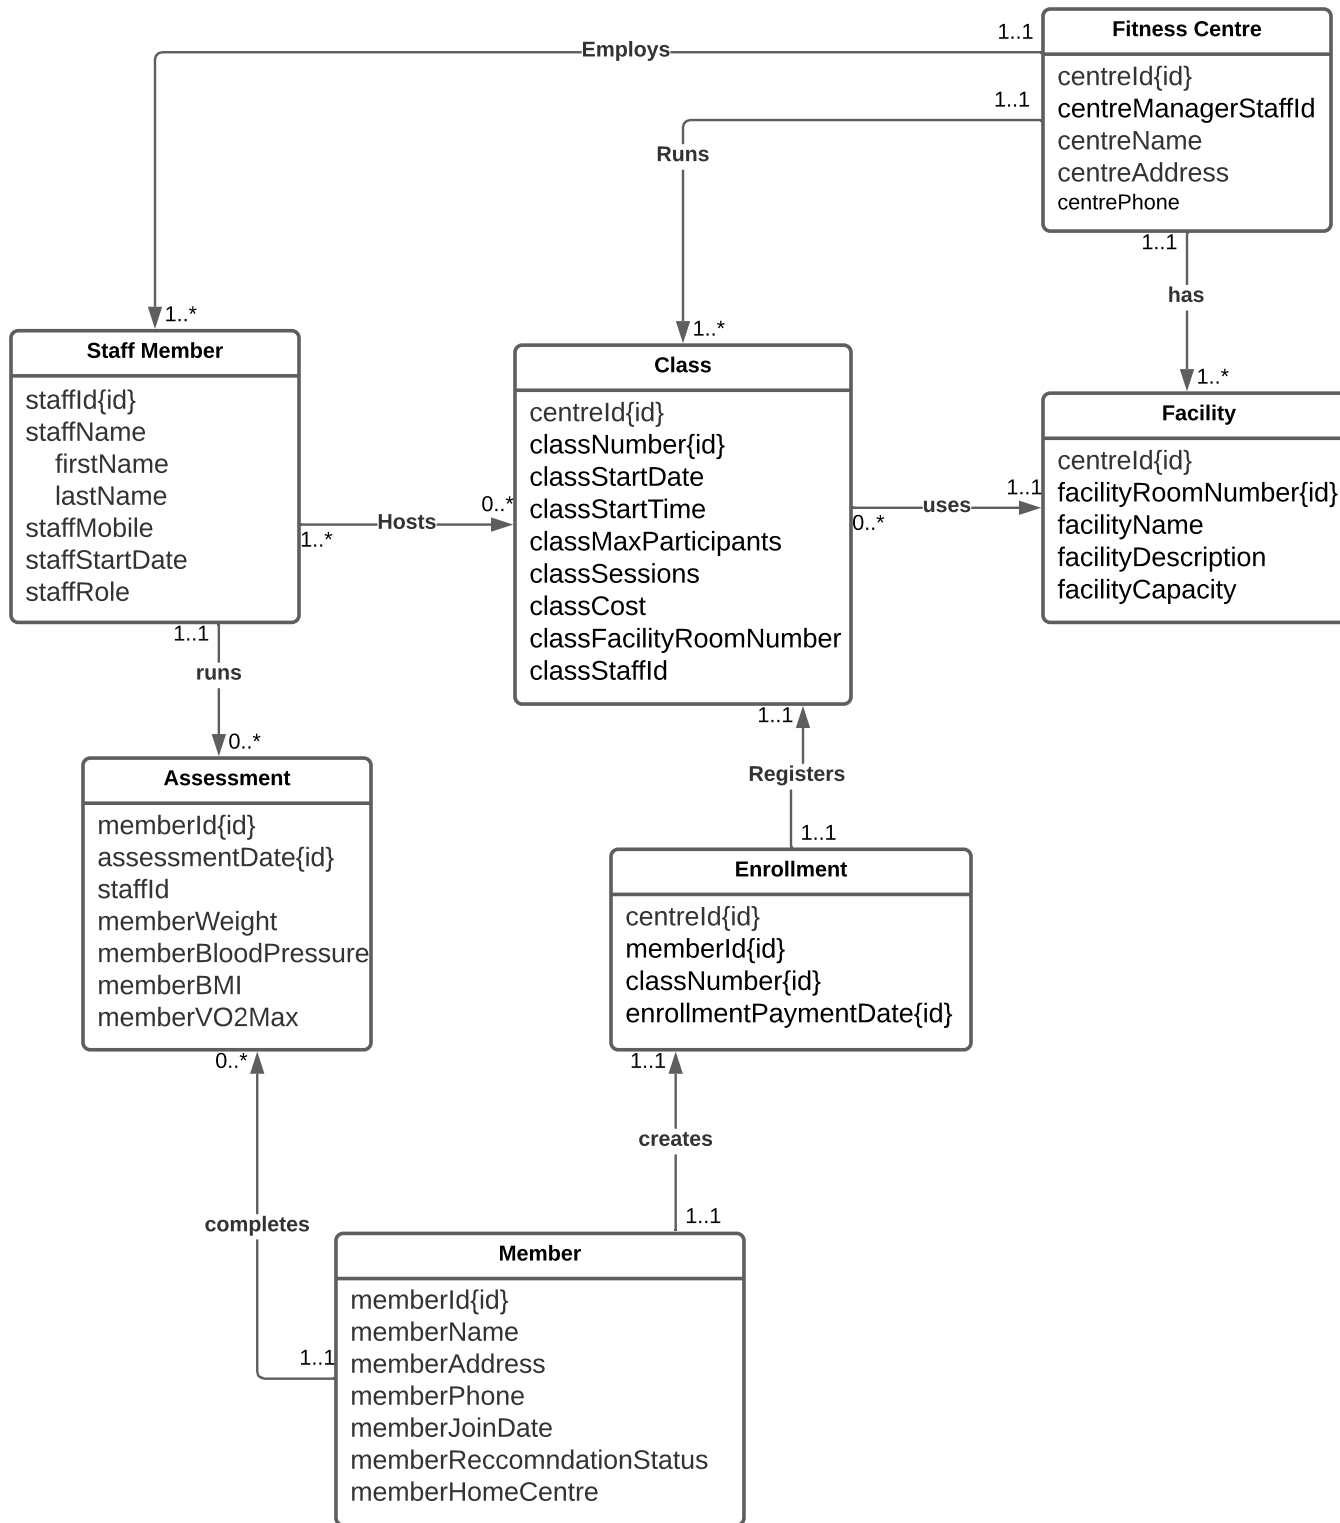 Fitness Centre
centreId{id}
centreManagerStaffId
centreName
centreAddress
centrePhone
1..1
Employs
1..1
Runs
1..1
has
1..*
1..*
1..*
Staff Member
staffId{id}
staffName
firstName
lastName
staffMobile
staffStartDate
staffRole
1..*
Hosts
0..*
Class
centreId{id}
classNumber{id}
classStartDate
classStartTime
classMaxParticipants
classSessions
classCost
classFacilityRoomNumber
classStaffId
0..*
uses
1..1
Facility
centreId{id}
facilityRoomNumber{id}
facilityName
facilityDescription
facilityCapacity
1..1
runs
0..*
Assessment
memberId{id}
assessmentDate{id}
staffId
memberWeight
memberBloodPressure
memberBMI
memberVO2Max
1..1
Registers
1..1
Enrollment
centreId{id}
memberId{id}
classNumber{id}
enrollmentPaymentDate{id}
0..*
completes
1..1
1..1
creates
1..1
Member
memberId{id}
memberName
memberAddress
memberPhone
memberJoinDate
memberReccomndationStatus
memberHomeCentre